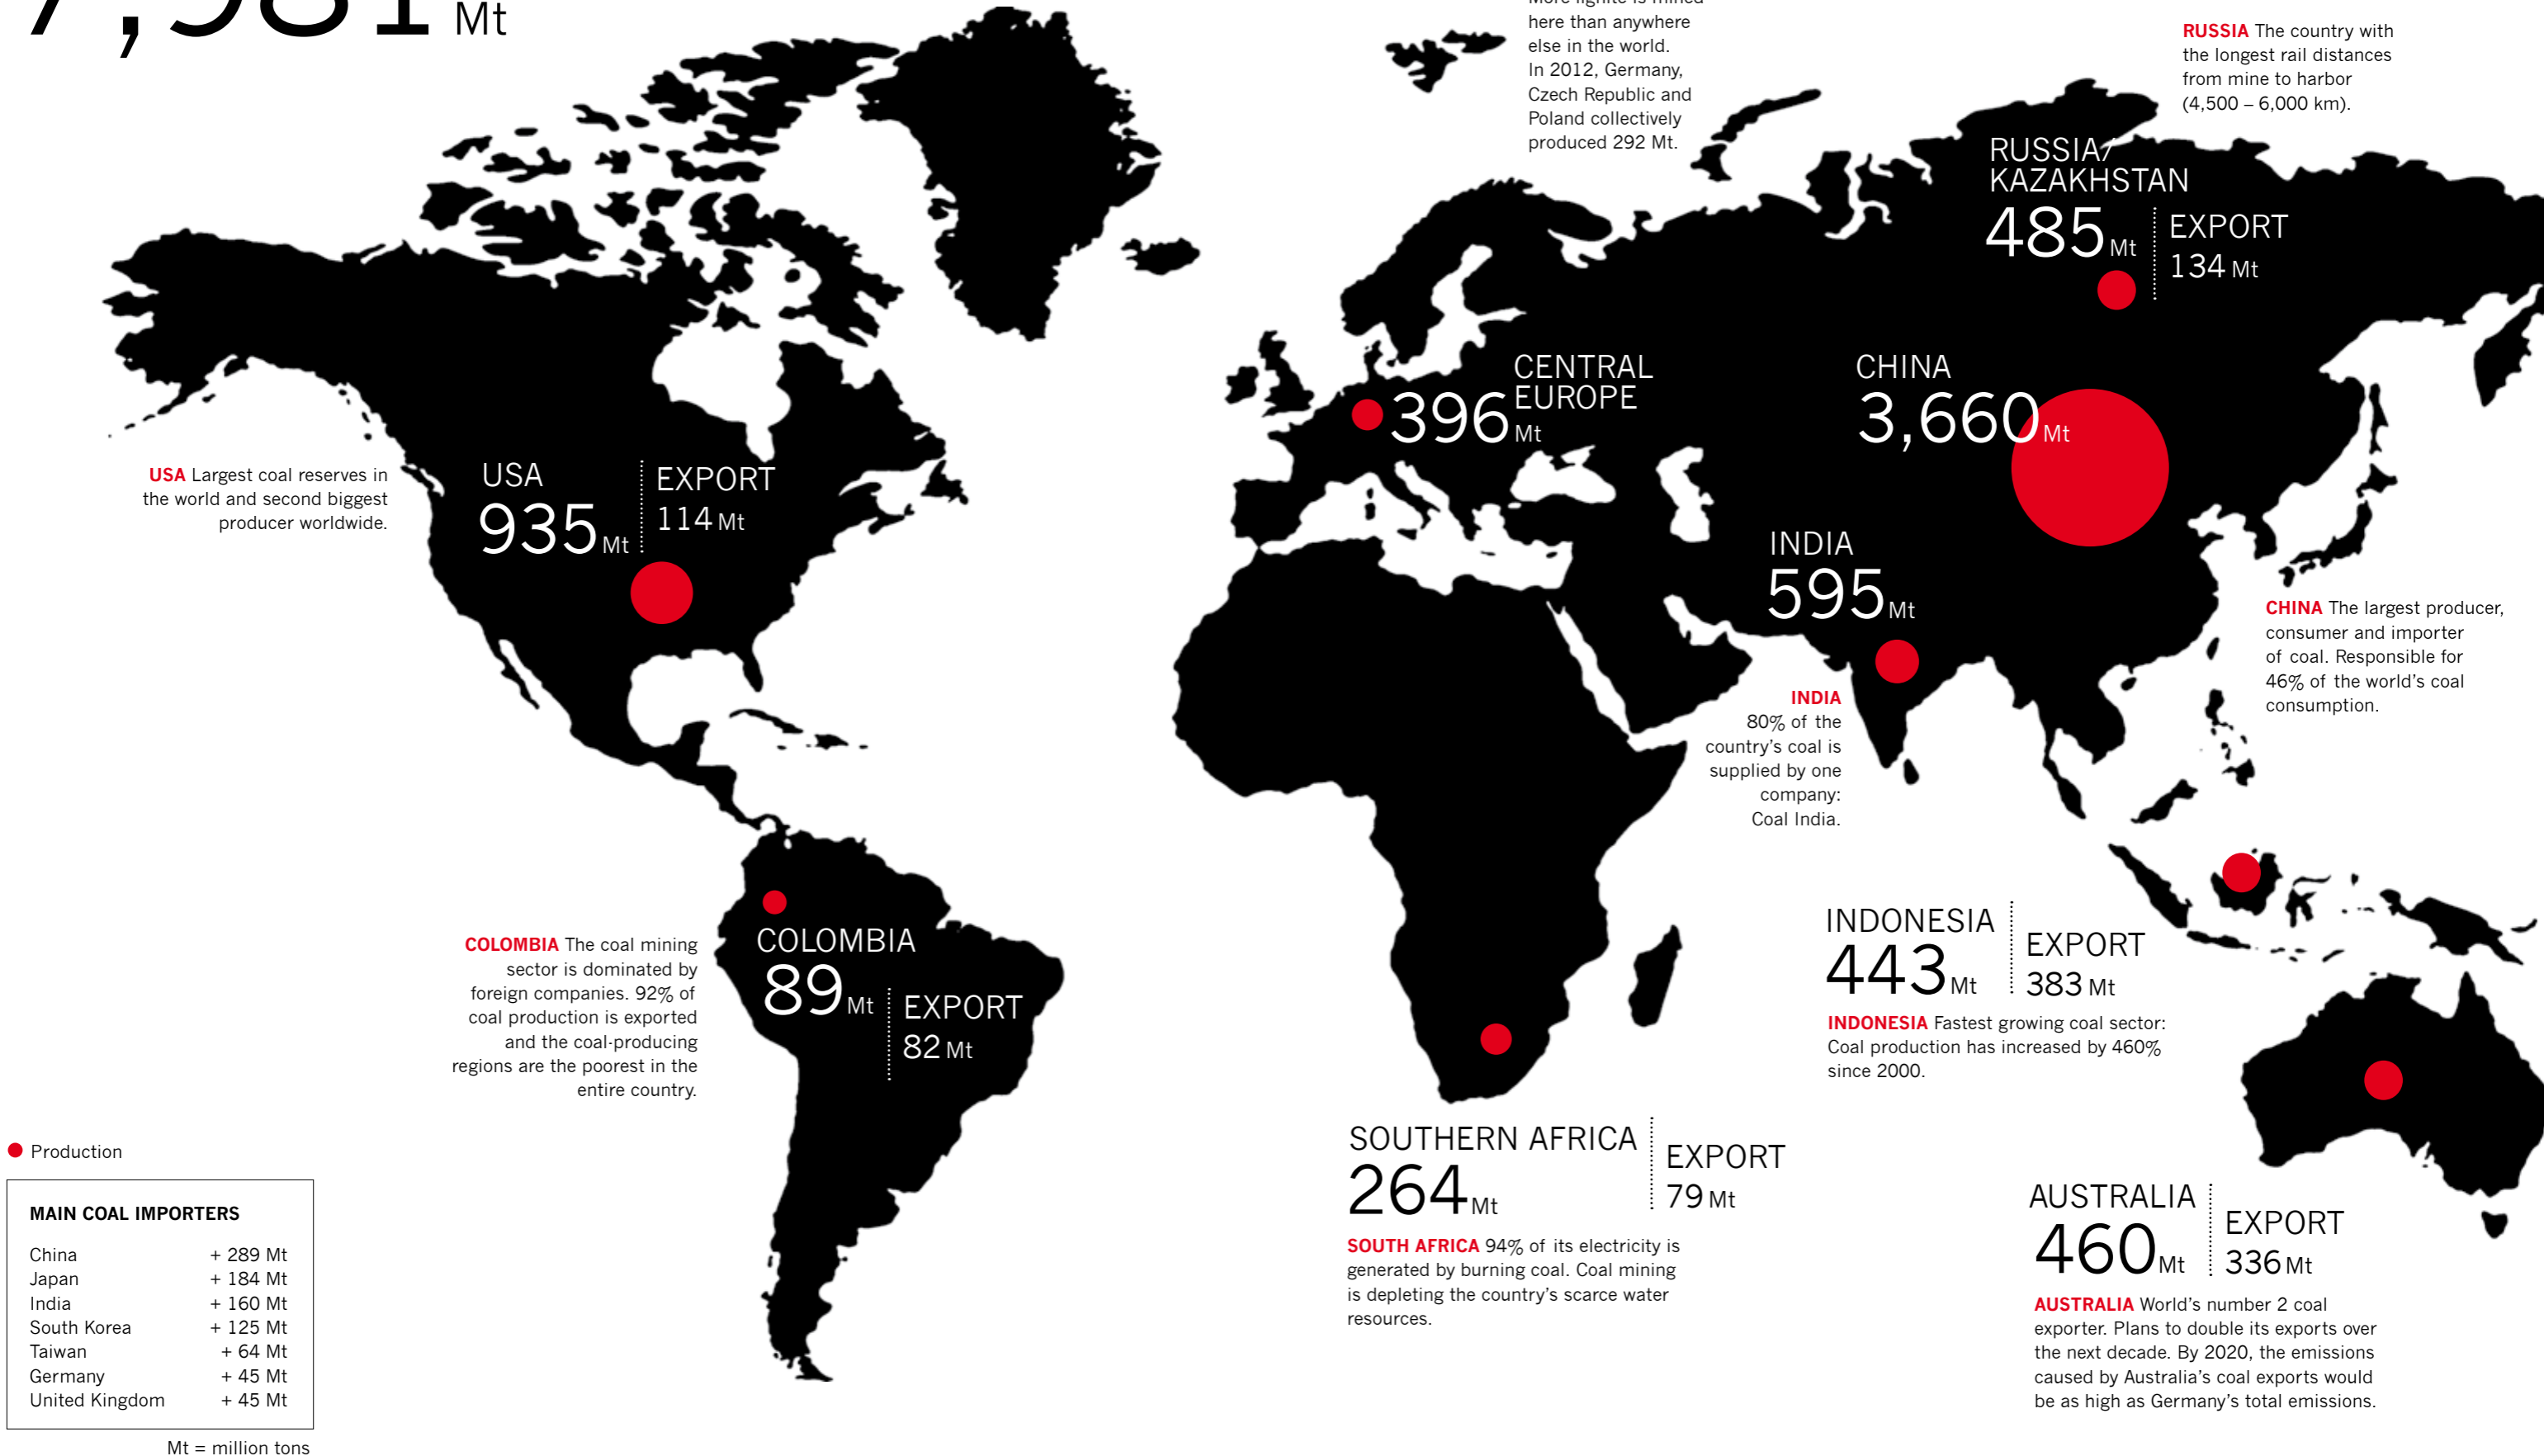 7,981 Mt
here than anywhere
else in the world.
In 2012, Germany,
Czech Republic and
Poland collectively
produced 292 Mt.
RUSSIA The country with
the longest rail distances
from mine to harbor
(4,500 – 6,000 km).
RUSSIA/
KAZAKHSTAN
485 Mt
EXPORT
134 Mt
CENTRAL
EUROPE
396 Mt
CHINA
3,660 Mt
USA Largest coal reserves in
the world and second biggest
producer worldwide.
USA
935 Mt
EXPORT
114 Mt
INDIA
595 Mt
CHINA The largest producer,
consumer and importer
of coal. Responsible for
46% of the world's coal
consumption.
INDIA
80% of the
country's coal is
supplied by one
company:
Coal India.
COLOMBIA The coal mining
sector is dominated by
foreign companies. 92% of
coal production is exported
and the coal-producing
regions are the poorest in the
entire country.
COLOMBIA
89 Mt
EXPORT
82 Mt
INDONESIA
443 Mt
EXPORT
383 Mt
INDONESIA Fastest growing coal sector:
Coal production has increased by 460%
since 2000.
SOUTHERN AFRICA
264 Mt
EXPORT
79 Mt
SOUTH AFRICA 94% of its electricity is
generated by burning coal. Coal mining
is depleting the country's scarce water
resources.
AUSTRALIA
460 Mt
EXPORT
336 Mt
AUSTRALIA World's number 2 coal
exporter. Plans to double its exports over
the next decade. By 2020, the emissions
caused by Australia's coal exports would
be as high as Germany's total emissions.
Production
MAIN COAL IMPORTERS
China + 289 Mt
Japan + 184 Mt
India + 160 Mt
South Korea + 125 Mt
Taiwan + 64 Mt
Germany + 45 Mt
United Kingdom + 45 Mt
Mt = million tons